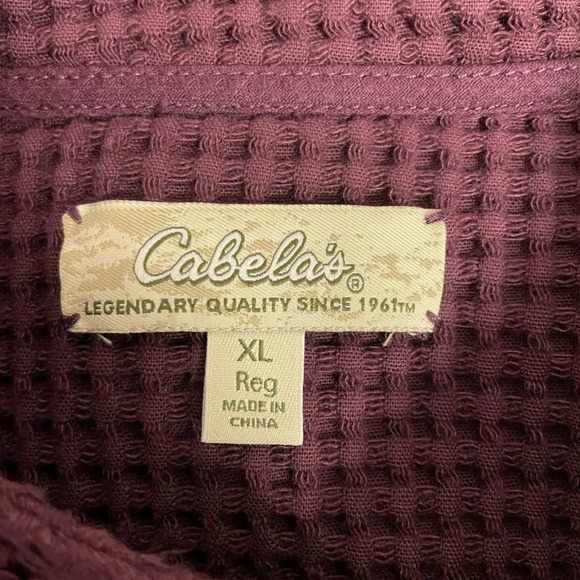 Cabela's®
LEGENDARY QUALITY SINCE 1961™
XL
Reg
MADE IN
CHINA